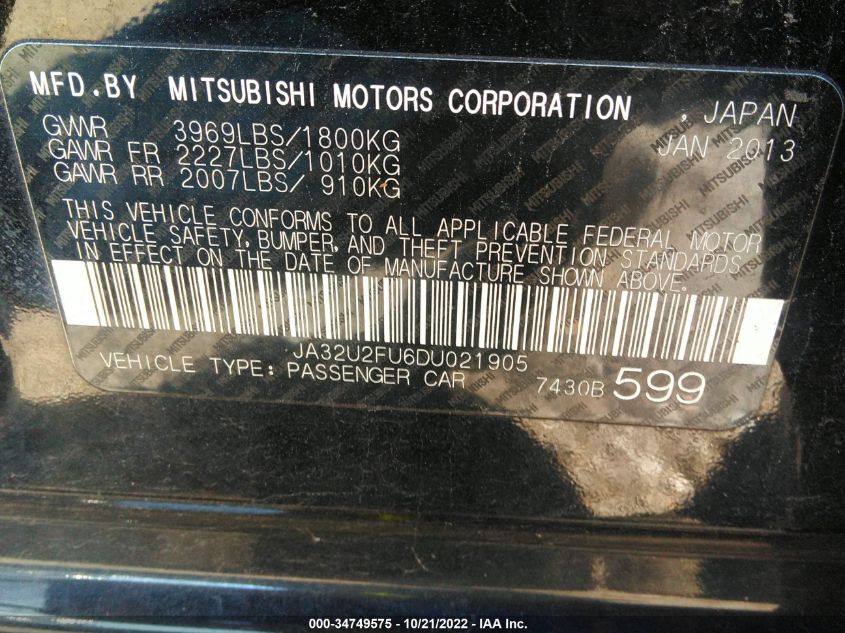 MFD.BY MITSUBISHI MOTORS CORPORATION , JAPAN
GVWR 3969LBS/1800KG JAN 2013
GAWR FR 2227LBS/1010KG
GAWR RR 2007LBS/ 910KG
THIS VEHICLE CONFORMS TO ALL APPLICABLE FEDERAL MOTOR
VEHICLE SAFETY, BUMPER, AND THEFT PREVENTION STANDARDS
IN EFFECT ON THE DATE OF MANUFACTURE SHOWN ABOVE.
JA32U2FU6DU021905
VEHICLE TYPE: PASSENGER CAR 7430B 599
000-34749575 - 10/21/2022 - IAA Inc.